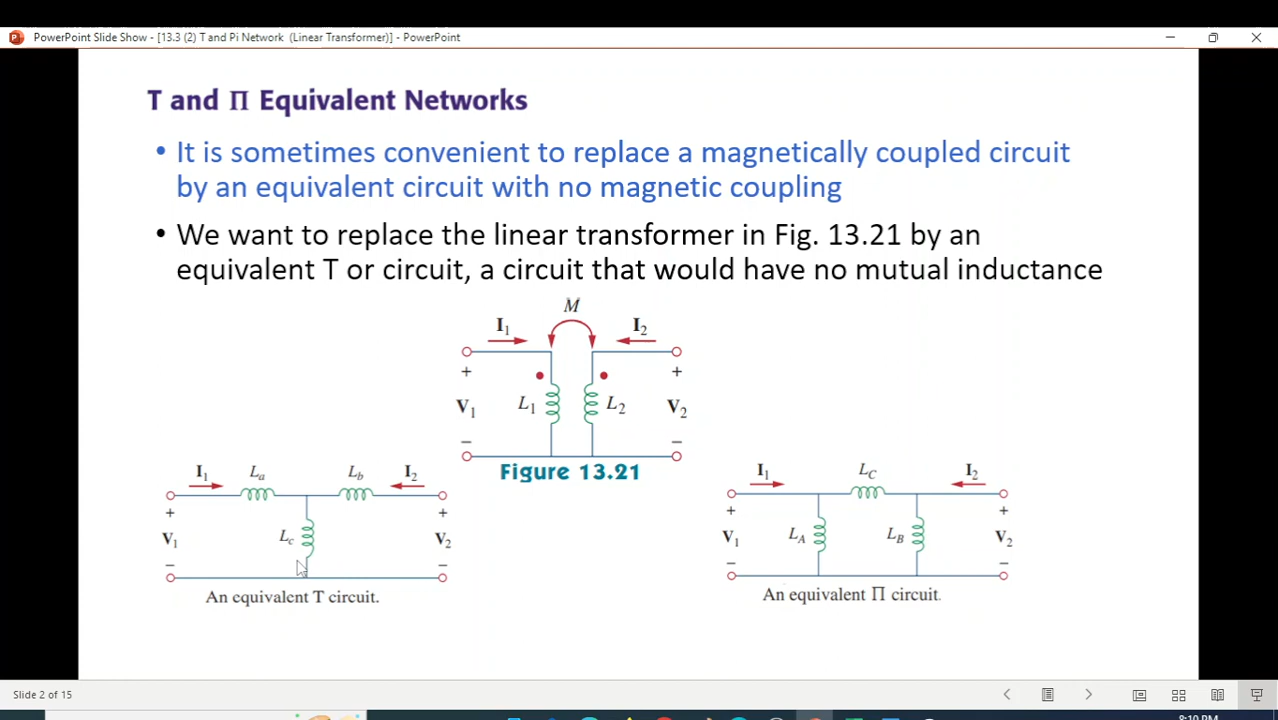 PowerPoint Slide Show - [13.3 (2) T and Pi Network (Linear Transformer)] - PowerPoint
T and Π Equivalent Networks
• It is sometimes convenient to replace a magnetically coupled circuit
by an equivalent circuit with no magnetic coupling
• We want to replace the linear transformer in Fig. 13.21 by an
equivalent T or circuit, a circuit that would have no mutual inductance
M
I1 I2
+ +
V1 L1 L2 V2
− −
Figure 13.21
I1 La Lb I2
+ +
V1 Lc V2
− −
An equivalent T circuit.
I1 LC I2
+ +
V1 LA LB V2
− −
An equivalent Π circuit.
Slide 2 of 15
8:10 PM